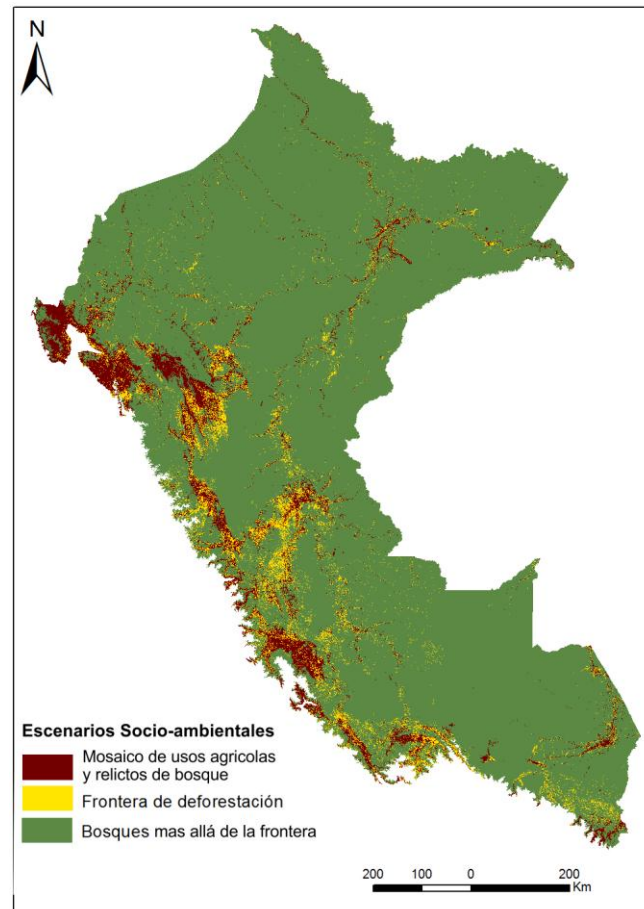 N
Escenarios Socio-ambientales
Mosaico de usos agricolas
y relictos de bosque
Frontera de deforestación
Bosques mas allá de la frontera
200 100 0 200
Km